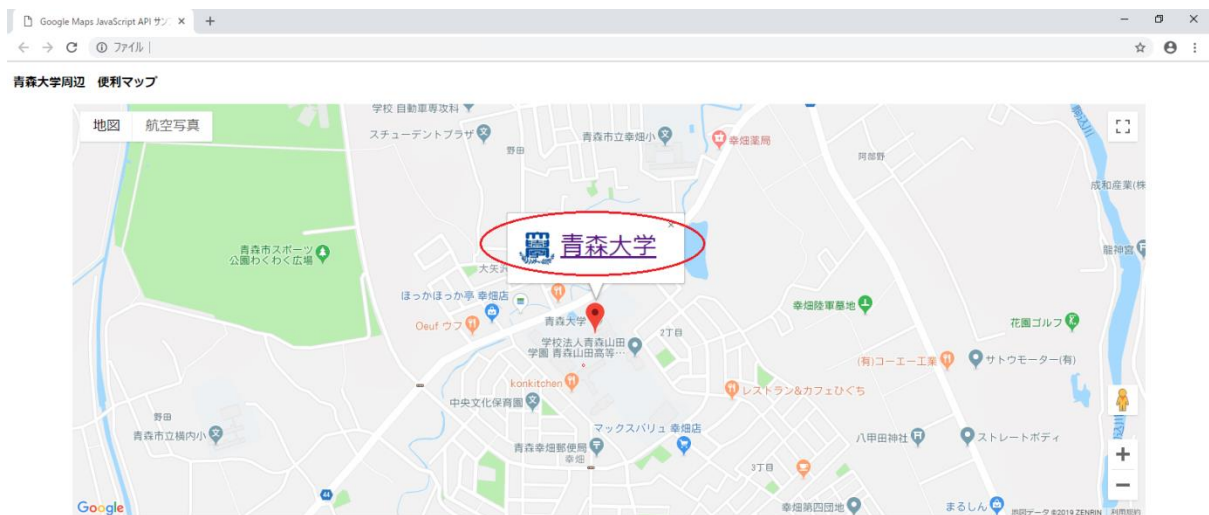 Google Maps JavaScript API サンプ
ファイル
青森大学周辺 便利マップ
地図 航空写真
学校 自動車専攻科
スチューデントプラザ
野田
青森市立幸畑小
幸畑薬局
阿部野
駒込川
成和産業(株
青森大学
青森市スポーツ
公園わくわく広場
大矢沢
龍神宮
ほっかほっか亭 幸畑店
幸畑陸軍墓地
Oeuf ウフ
青森大学
2丁目
花園ゴルフ
学校法人青森山田
学園 青森山田高等…
(有)コーエー工業
サトウモーター(有)
konkitchen
レストラン&カフェひぐち
中央文化保育園
野田
青森市立横内小
マックスバリュ 幸畑店
八甲田神社
ストレートボディ
青森幸畑郵便局
幸畑
3丁目
44
Google
幸畑第四団地
まるしん
地図データ ©2019 ZENRIN 利用規約